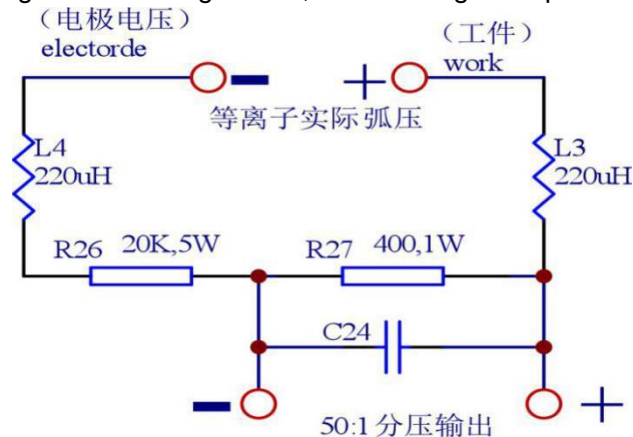 （电极电压）
electorde
（工件）
work
等离子实际弧压
L4
220uH
L3
220uH
R26 20K,5W
R27 400,1W
C24
50:1分压输出